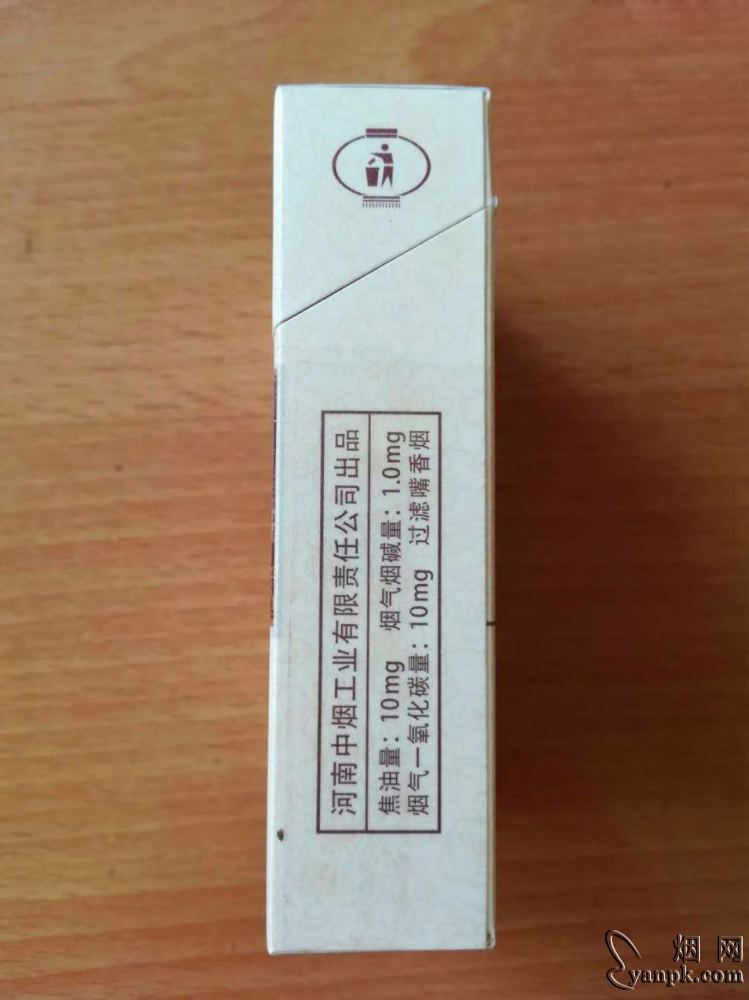 河南中烟工业有限责任公司出品
焦油量：10mg 烟气烟碱量：1.0mg
烟气一氧化碳量：10mg 过滤嘴香烟
烟网
yanpk.com